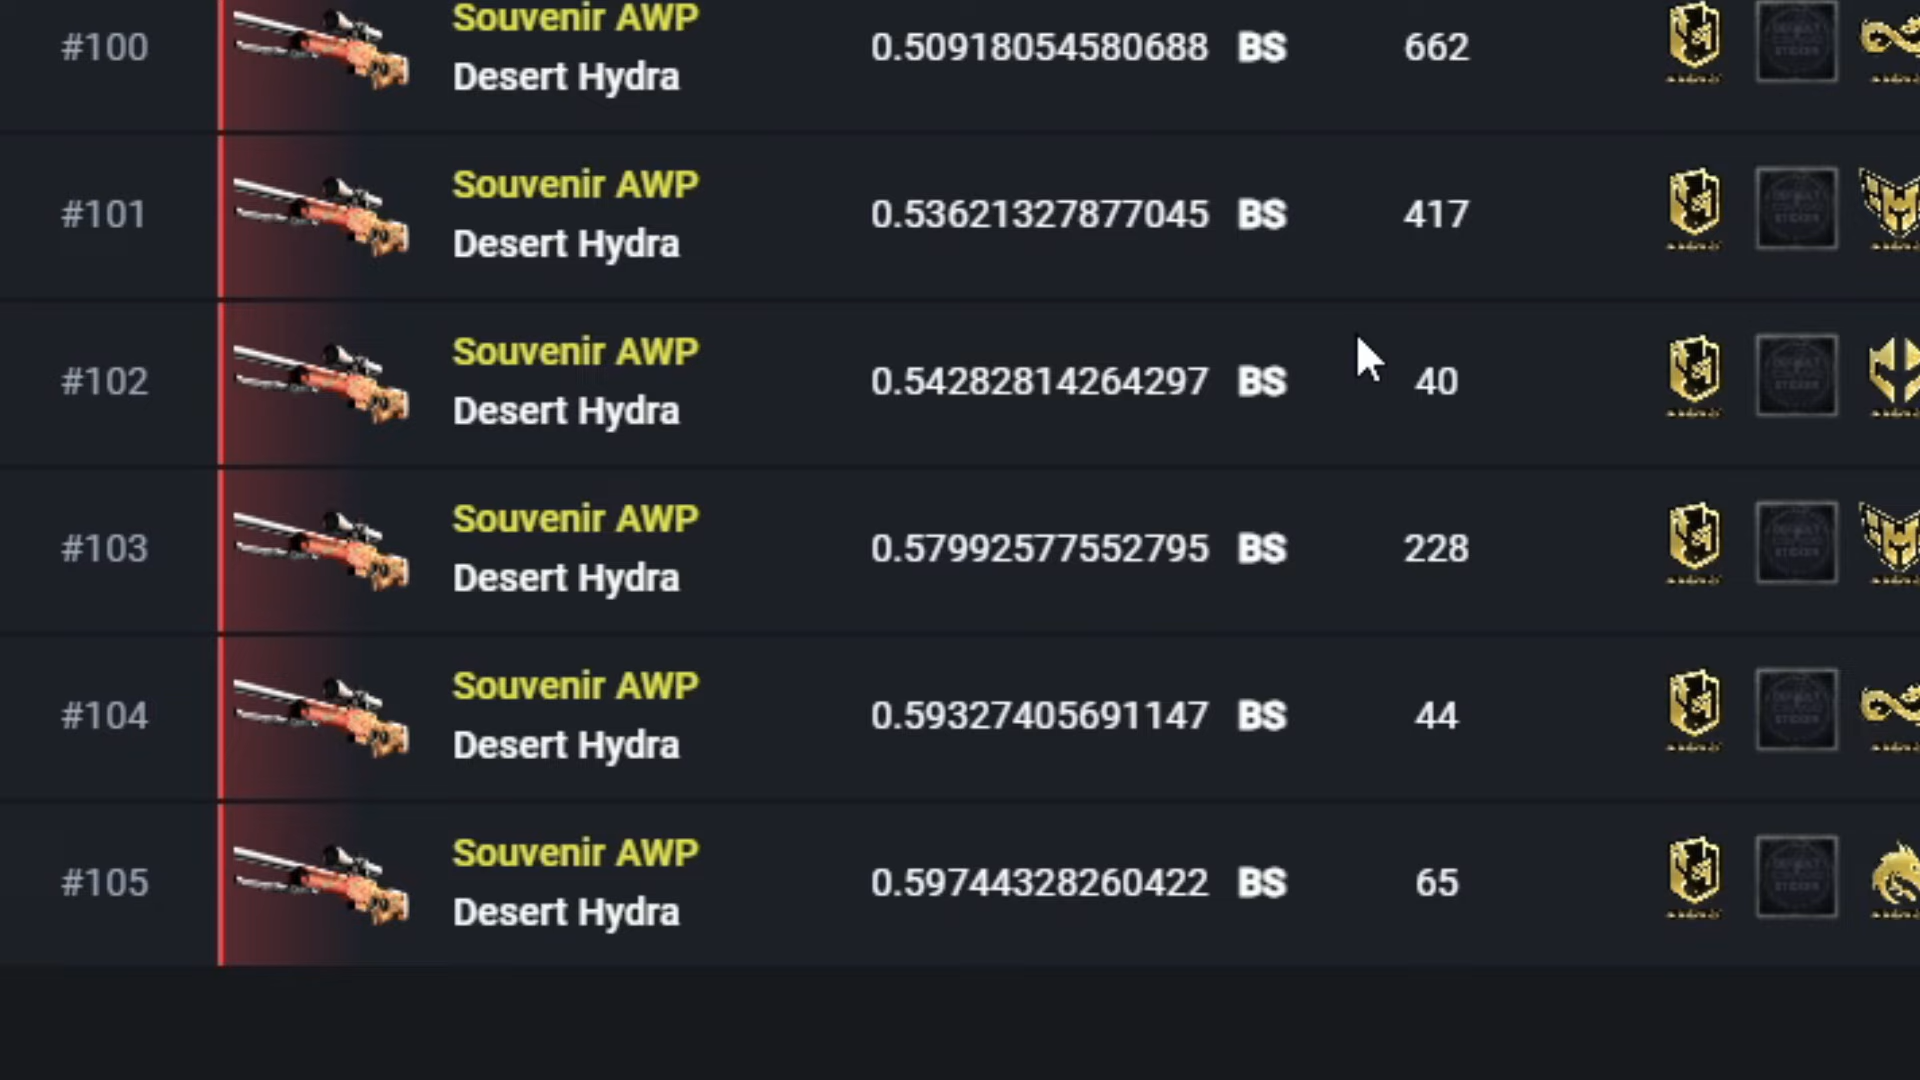 #100 Souvenir AWP Desert Hydra 0.50918054580688 BS 662
#101 Souvenir AWP Desert Hydra 0.53621327877045 BS 417
#102 Souvenir AWP Desert Hydra 0.54282814264297 BS 40
#103 Souvenir AWP Desert Hydra 0.57992577552795 BS 228
#104 Souvenir AWP Desert Hydra 0.59327405691147 BS 44
#105 Souvenir AWP Desert Hydra 0.59744328260422 BS 65